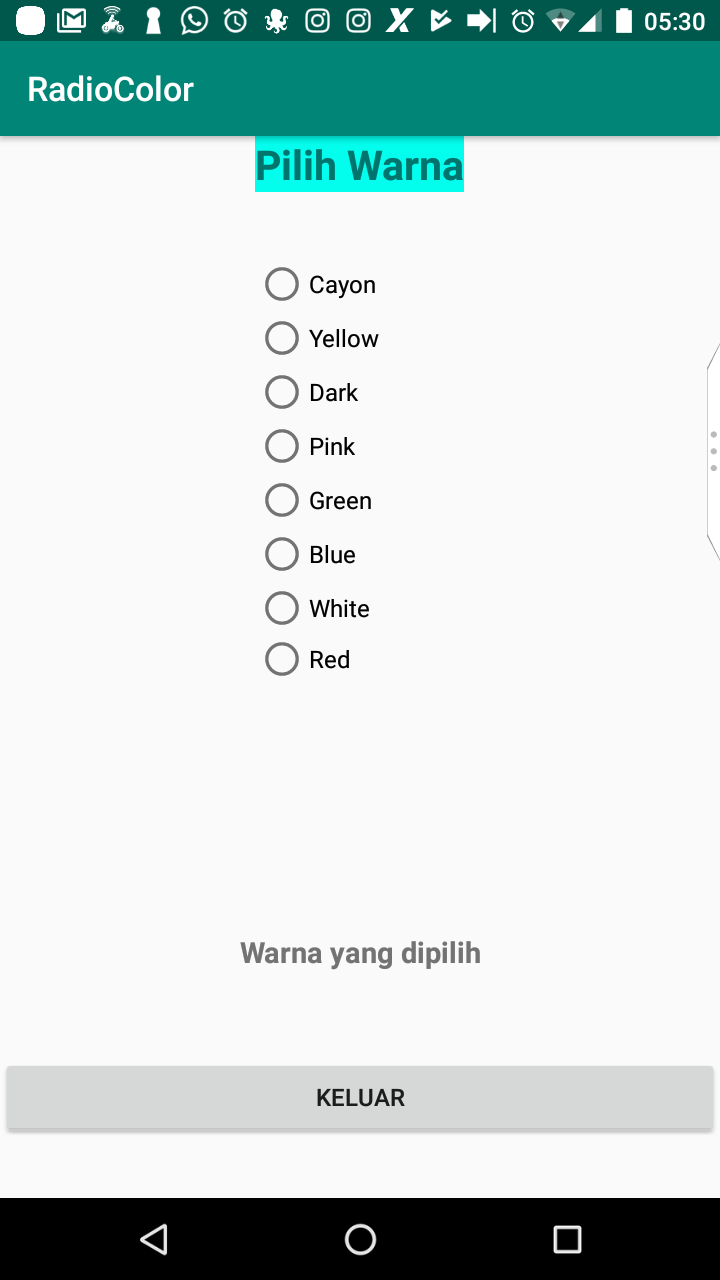 05:30
RadioColor
Pilih Warna
Cayon
Yellow
Dark
Pink
Green
Blue
White
Red
Warna yang dipilih
KELUAR